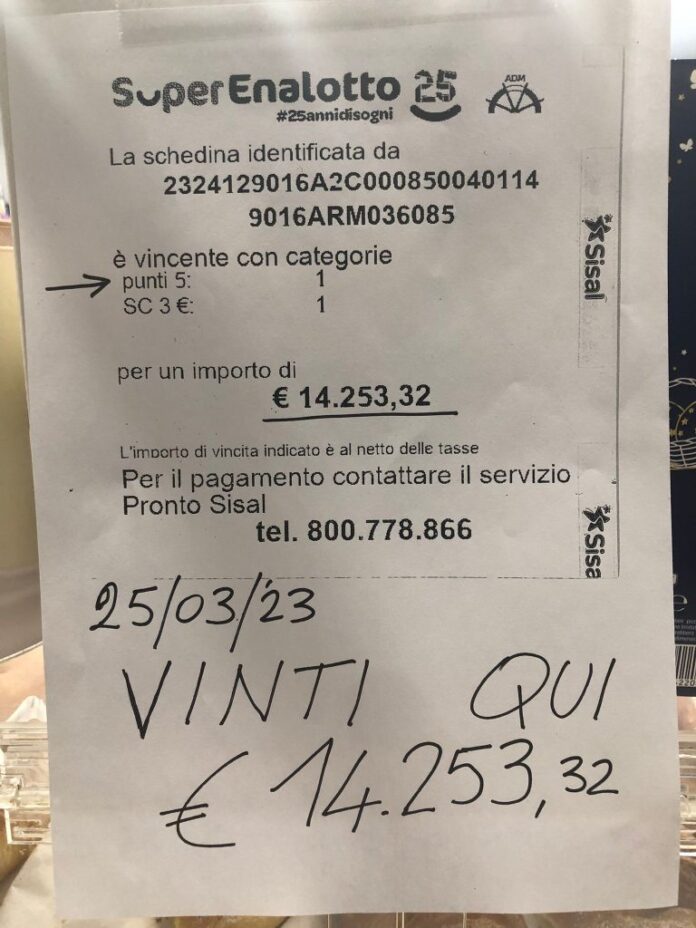 SuperEnalotto 25
ADM
#25annidisogni
La schedina identificata da
2324129016A2C000850040114
9016ARM036085
è vincente con categorie
punti 5: 1
SC 3 €: 1
per un importo di
€ 14.253,32
L'importo di vincita indicato è al netto delle tasse
Per il pagamento contattare il servizio
Pronto Sisal
tel. 800.778.866
Sisal
Sisa
25/03/'23
VINTI QUI
€ 14.253,32